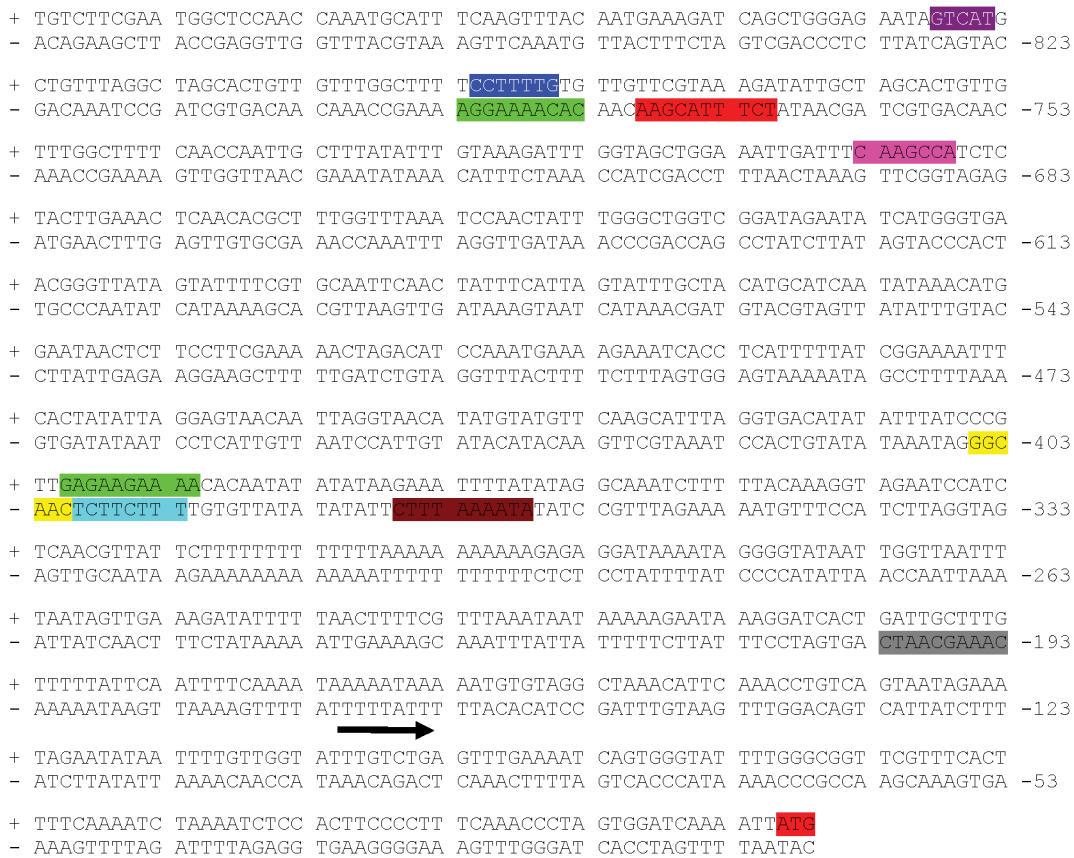 + TGTCTTCGAA TGGCTCCAAC CAAATGCATT TCAAGTTTAC AATGAAAGAT CAGCTGGGAG AATAGTCATG
- ACAGAAGCTT ACCGAGGTTG GTTTACGTAA AGTTCAAATG TTACTTTCTA GTCGACCCTC TTATCAGTAC -823
+ CTGTTTAGGC TAGCACTGTT GTTTGGCTTT TCCTTTTGTG TTGTTCGTAA AGATATTGCT AGCACTGTTG
- GACAAATCCG ATCGTGACAA CAAACCGAAA AGGAAAACAC AACAAGCATT TCTATAACGA TCGTGACAAC -753
+ TTTGGCTTTT CAACCAATTG CTTTATATTT GTAAAGATTT GGTAGCTGGA AATTGATTTC AAGCCATCTC
- AAACCGAAAA GTTGGTTAAC GAAATATAAA CATTTCTAAA CCATCGACCT TTAACTAAAG TTCGGTAGAG -683
+ TACTTGAAAC TCAACACGCT TTGGTTTAAA TCCAACTATT TGGGCTGGTC GGATAGAATA TCATGGGTGA
- ATGAACTTTG AGTTGTGCGA AACCAAATTT AGGTTGATAA ACCCGACCAG CCTATCTTAT AGTACCCACT -613
+ ACGGGTTATA GTATTTTCGT GCAATTCAAC TATTTCATTA GTATTTGCTA CATGCATCAA TATAAACATG
- TGCCCAATAT CATAAAAGCA CGTTAAGTTG ATAAAGTAAT CATAAACGAT GTACGTAGTT ATATTTGTAC -543
+ GAATAACTCT TCCTTCGAAA AACTAGACAT CCAAATGAAA AGAAATCACC TCATTTTTAT CGGAAAATTT
- CTTATTGAGA AGGAAGCTTT TTGATCTGTA GGTTTACTTT TCTTTAGTGG AGTAAAAATA GCCTTTTAAA -473
+ CACTATATTA GGAGTAACAA TTAGGTAACA TATGTATGTT CAAGCATTTA GGTGACATAT ATTTATCCCG
- GTGATATAAT CCTCATTGTT AATCCATTGT ATACATACAA GTTCGTAAAT CCACTGTATA TAAATAGGGC -403
+ TTGAGAAGAA AACACAATAT ATATAAGAAA TTTTATATAG GCAAATCTTT TTACAAAGGT AGAATCCATC
- AACTCTTCTT TTGTGTTATA TATATTCTTT AAAATATATC CGTTTAGAAA AATGTTTCCA TCTTAGGTAG -333
+ TCAACGTTAT TCTTTTTTTT TTTTTAAAAA AAAAAAGAGA GGATAAAATA GGGGTATAAT TGGTTAATTT
- AGTTGCAATA AGAAAAAAAA AAAAATTTTT TTTTTTCTCT CCTATTTTAT CCCCATATTA ACCAATTAAA -263
+ TAATAGTTGA AAGATATTTT TAACTTTTCG TTTAAATAAT AAAAAGAATA AAGGATCACT GATTGCTTTG
- ATTATCAACT TTCTATAAAA ATTGAAAAGC AAATTTATTA TTTTTCTTAT TTCCTAGTGA CTAACGAAAC -193
+ TTTTTATTCA ATTTTCAAAA TAAAAATAAA AATGTGTAGG CTAAACATTC AAACCTGTCA GTAATAGAAA
- AAAAATAAGT TAAAAGTTTT ATTTTTATTT TTACACATCC GATTTGTAAG TTTGGACAGT CATTATCTTT -123
+ TAGAATATAA TTTTGTTGGT ATTTGTCTGA GTTTGAAAAT CAGTGGGTAT TTTGGGCGGT TCGTTTCACT
- ATCTTATATT AAAACAACCA TAAACAGACT CAAACTTTTA GTCACCCATA AAACCCGCCA AGCAAAGTGA -53
+ TTTCAAAATC TAAAATCTCC ACTTCCCCTT TCAAACCCTA GTGGATCAAA ATTATG
- AAAGTTTTAG ATTTTAGAGG TGAAGGGGAA AGTTTGGGAT CACCTAGTTT TAATAC